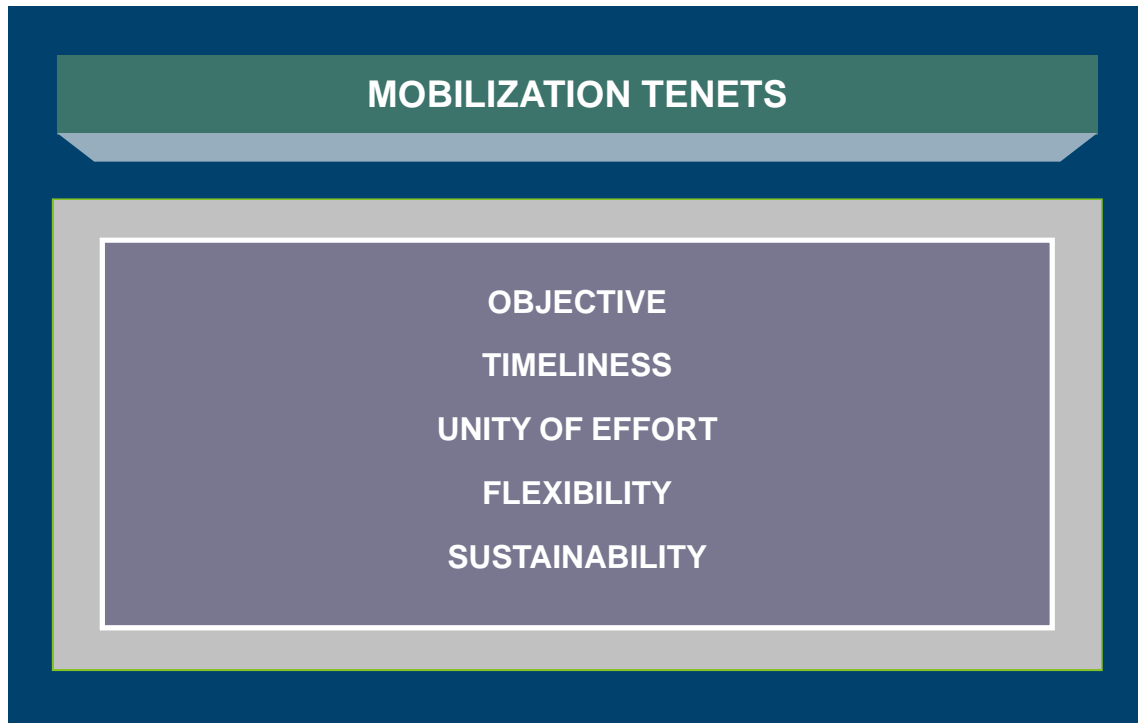 MOBILIZATION TENETS
OBJECTIVE
TIMELINESS
UNITY OF EFFORT
FLEXIBILITY
SUSTAINABILITY